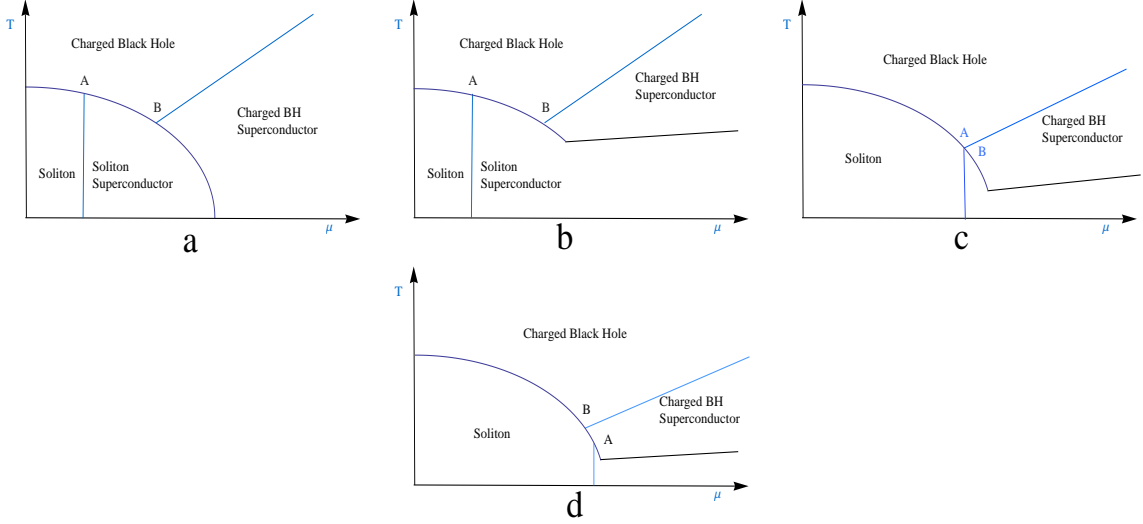 T
Charged Black Hole
A
B
Charged BH
Superconductor
Soliton
Soliton
Superconductor
μ
a
T
Charged Black Hole
A
B
Charged BH
Superconductor
Soliton
Soliton
Superconductor
μ
b
T
Charged Black Hole
A
B
Charged BH
Superconductor
Soliton
μ
c
T
Charged Black Hole
B
A
Charged BH
Superconductor
Soliton
μ
d